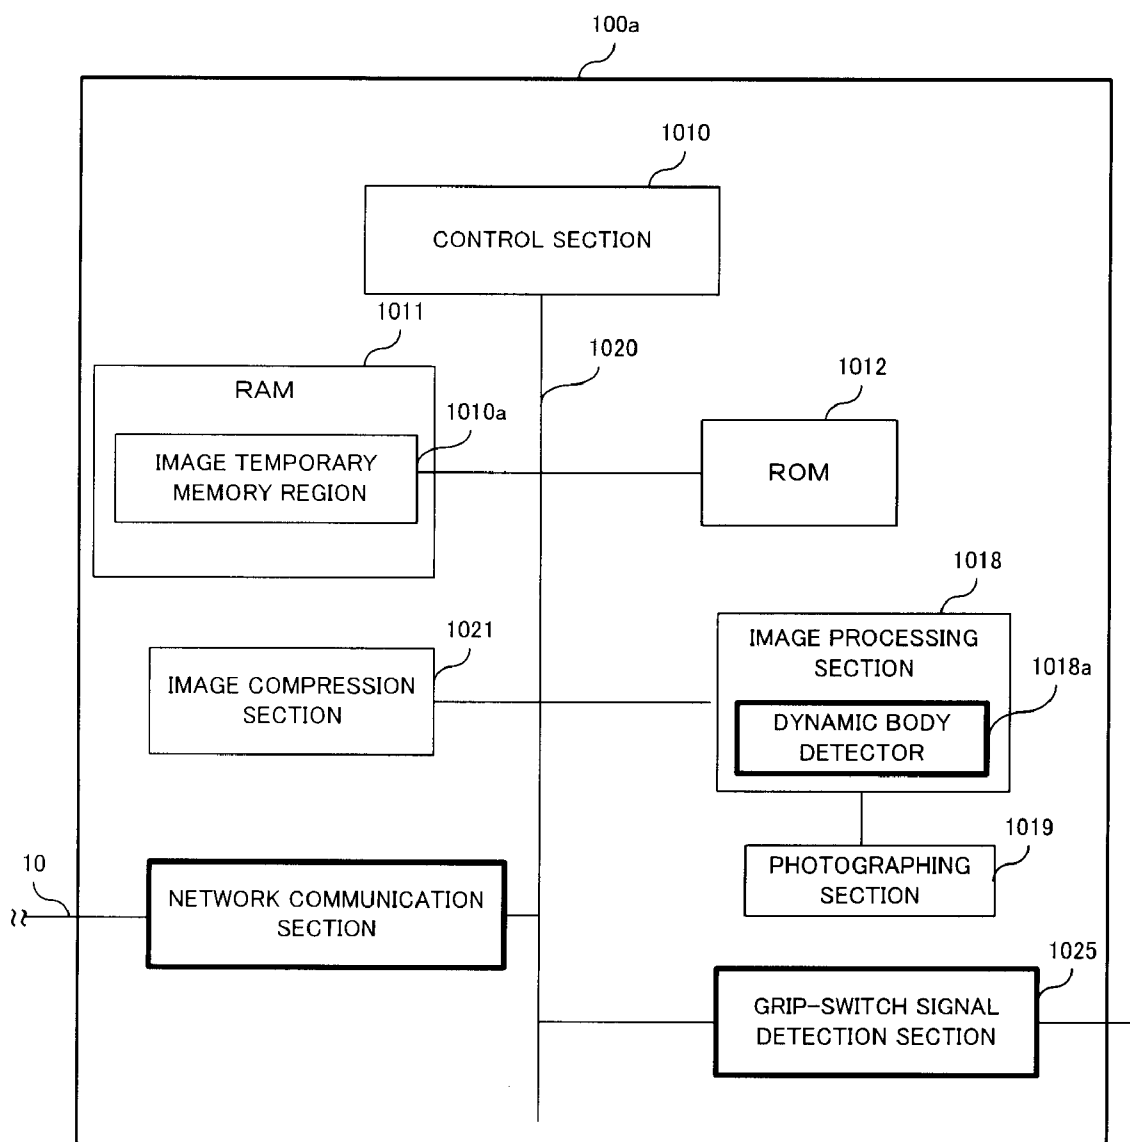 100a
1010
CONTROL SECTION
1011
RAM
1020
1012
1010a
IMAGE TEMPORARY
MEMORY REGION
ROM
1018
1021
IMAGE PROCESSING
SECTION
1018a
IMAGE COMPRESSION
SECTION
DYNAMIC BODY
DETECTOR
1019
10
PHOTOGRAPHING
SECTION
NETWORK COMMUNICATION
SECTION
1025
GRIP-SWITCH SIGNAL
DETECTION SECTION